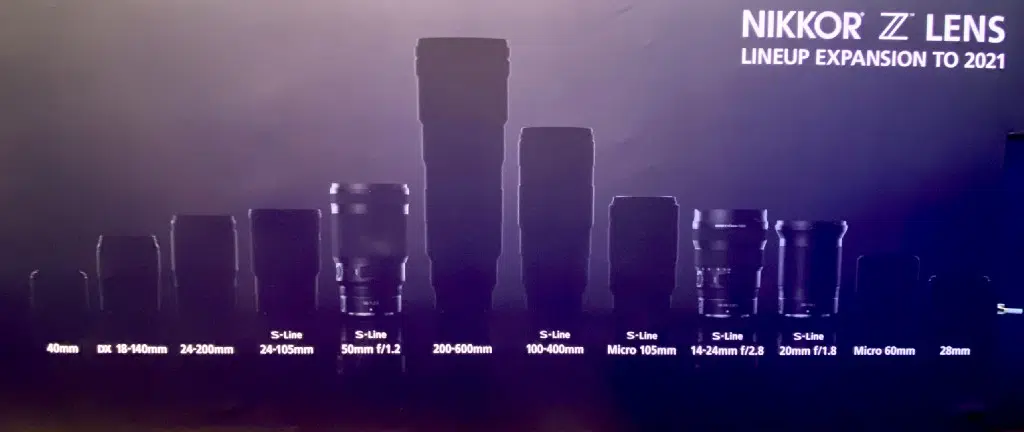 NIKKOR Z LENS
LINEUP EXPANSION TO 2021
40mm
DX 18-140mm
24-200mm
S-Line
24-105mm
S-Line
50mm f/1.2
200-600mm
S-Line
100-400mm
S-Line
Micro 105mm
S-Line
14-24mm f/2.8
S-Line
20mm f/1.8
Micro 60mm
28mm